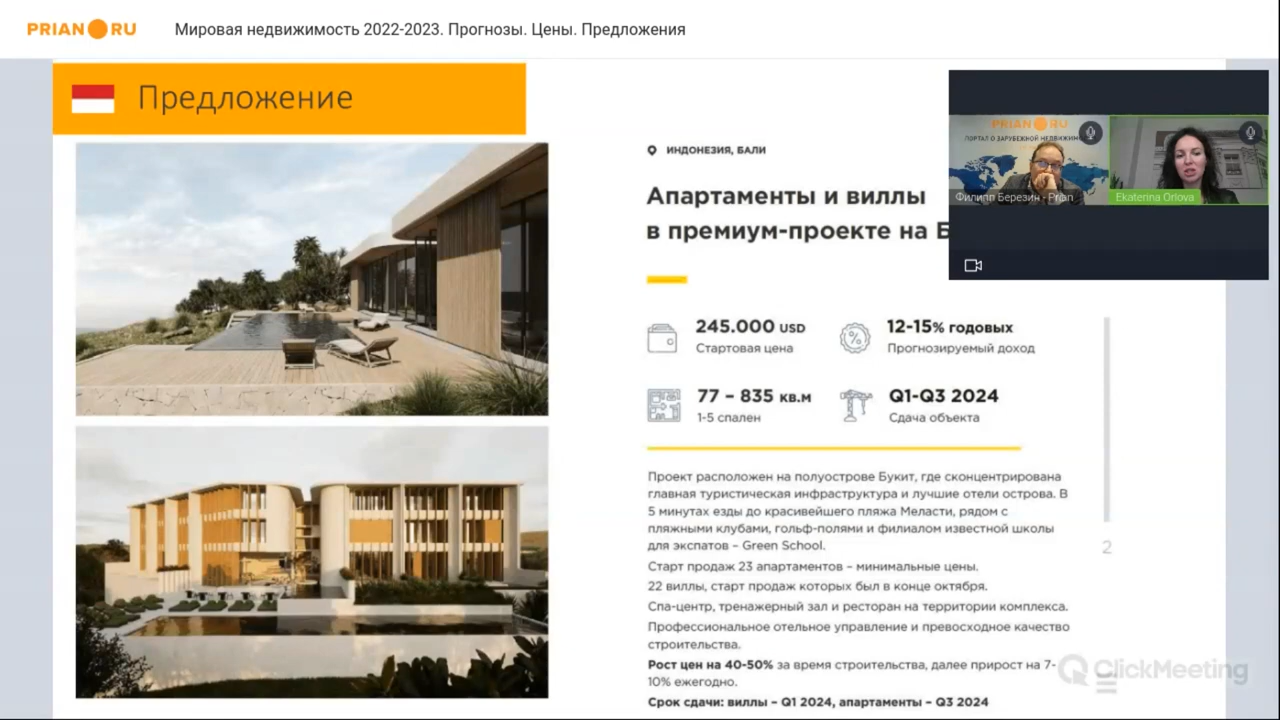 PRIAN RU
Мировая недвижимость 2022-2023. Прогнозы. Цены. Предложения
Предложение
ИНДОНЕЗИЯ, БАЛИ
Апартаменты и виллы
в премиум-проекте на
PRIAN RU
ПОРТАЛ О ЗАРУБЕЖНОЙ
Филипп Березин - Prian
Ekaterina Orlova
245.000 USD
Стартовая цена
12-15% годовых
Прогнозируемый доход
77 – 835 КВ.М
1-5 спален
Q1-Q3 2024
Сдача объекта
Проект расположен на полуострове Букит, где сконцентрирована
главная туристическая инфраструктура и лучшие отели острова. В
5 минутах езды до красивейшего пляжа Меласти, рядом с
пляжными клубами, гольф-полями и филиалом известной школы
для экспатов – Green School.
Старт продаж 23 апартаментов – минимальные цены.
22 виллы, старт продаж которых был в конце октября.
Спа-центр, тренажерный зал и ресторан на территории комплекса.
Профессиональное отельное управление и превосходное качество
строительства.
Рост цен на 40-50% за время строительства, далее прирост на 7-
10% ежегодно.
Срок сдачи: виллы – Q1 2024, апартаменты – Q3 2024
2
ClickMeeting